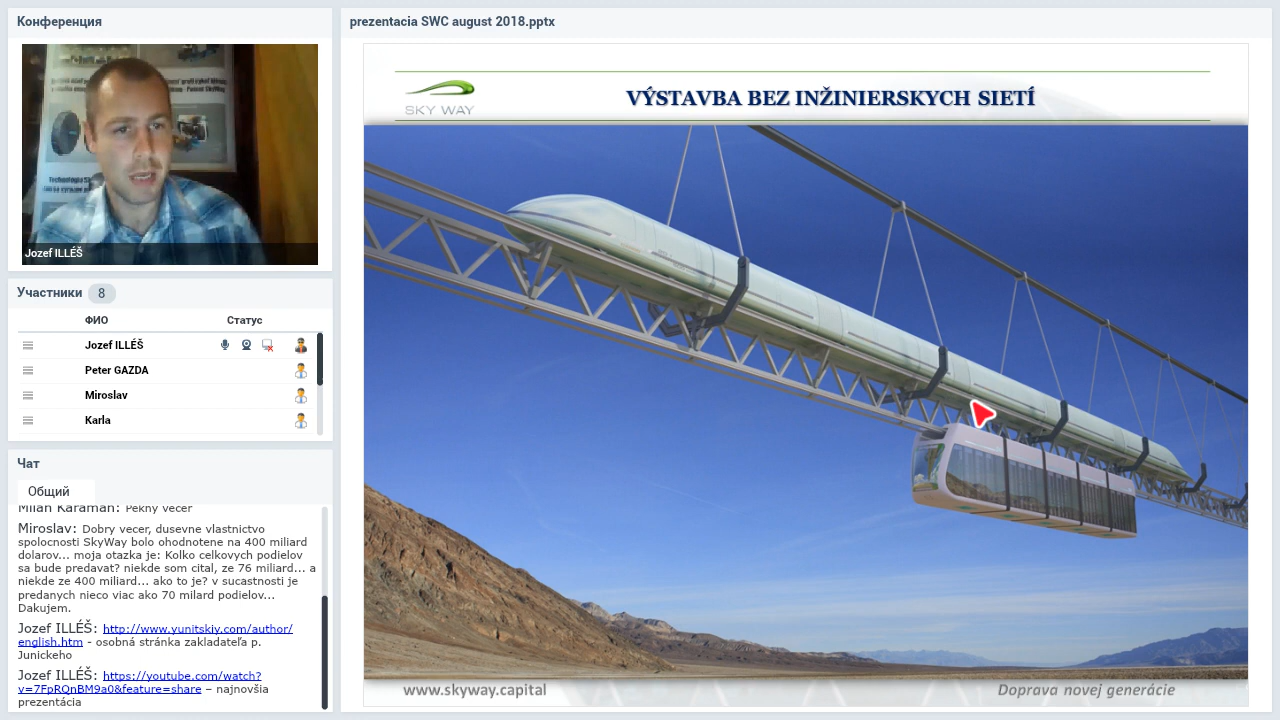 Конференция
Jozef ILLÉŠ
Участники 8
ФИО Статус
Jozef ILLÉŠ
Peter GAZDA
Miroslav
Karla
Чат
Общий
Milan Karaman: Pekny vecer
Miroslav: Dobry vecer, dusevne vlastnictvo
spolocnosti SkyWay bolo ohodnotene na 400 miliard
dolarov... moja otazka je: Kolko celkovych podielov
sa bude predavat? niekde som cital, ze 76 miliard... a
niekde ze 400 miliard... ako to je? v sucastnosti je
predanych nieco viac ako 70 milard podielov...
Dakujem.
Jozef ILLÉŠ: http://www.yunitskiy.com/author/
english.htm - osobná stránka zakladateľa p.
Junickeho
Jozef ILLÉŠ: https://youtube.com/watch?
v=7FpRQnBM9a0&feature=share – najnovšia
prezentácia
prezentacia SWC august 2018.pptx
SKY WAY
VÝSTAVBA BEZ INŽINIERSKYCH SIETÍ
www.skyway.capital
Doprava novej generácie